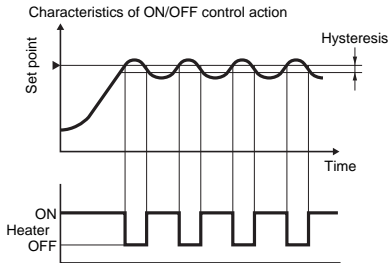 Characteristics of ON/OFF control action
Hysteresis
Set point
Time
ON
Heater
OFF